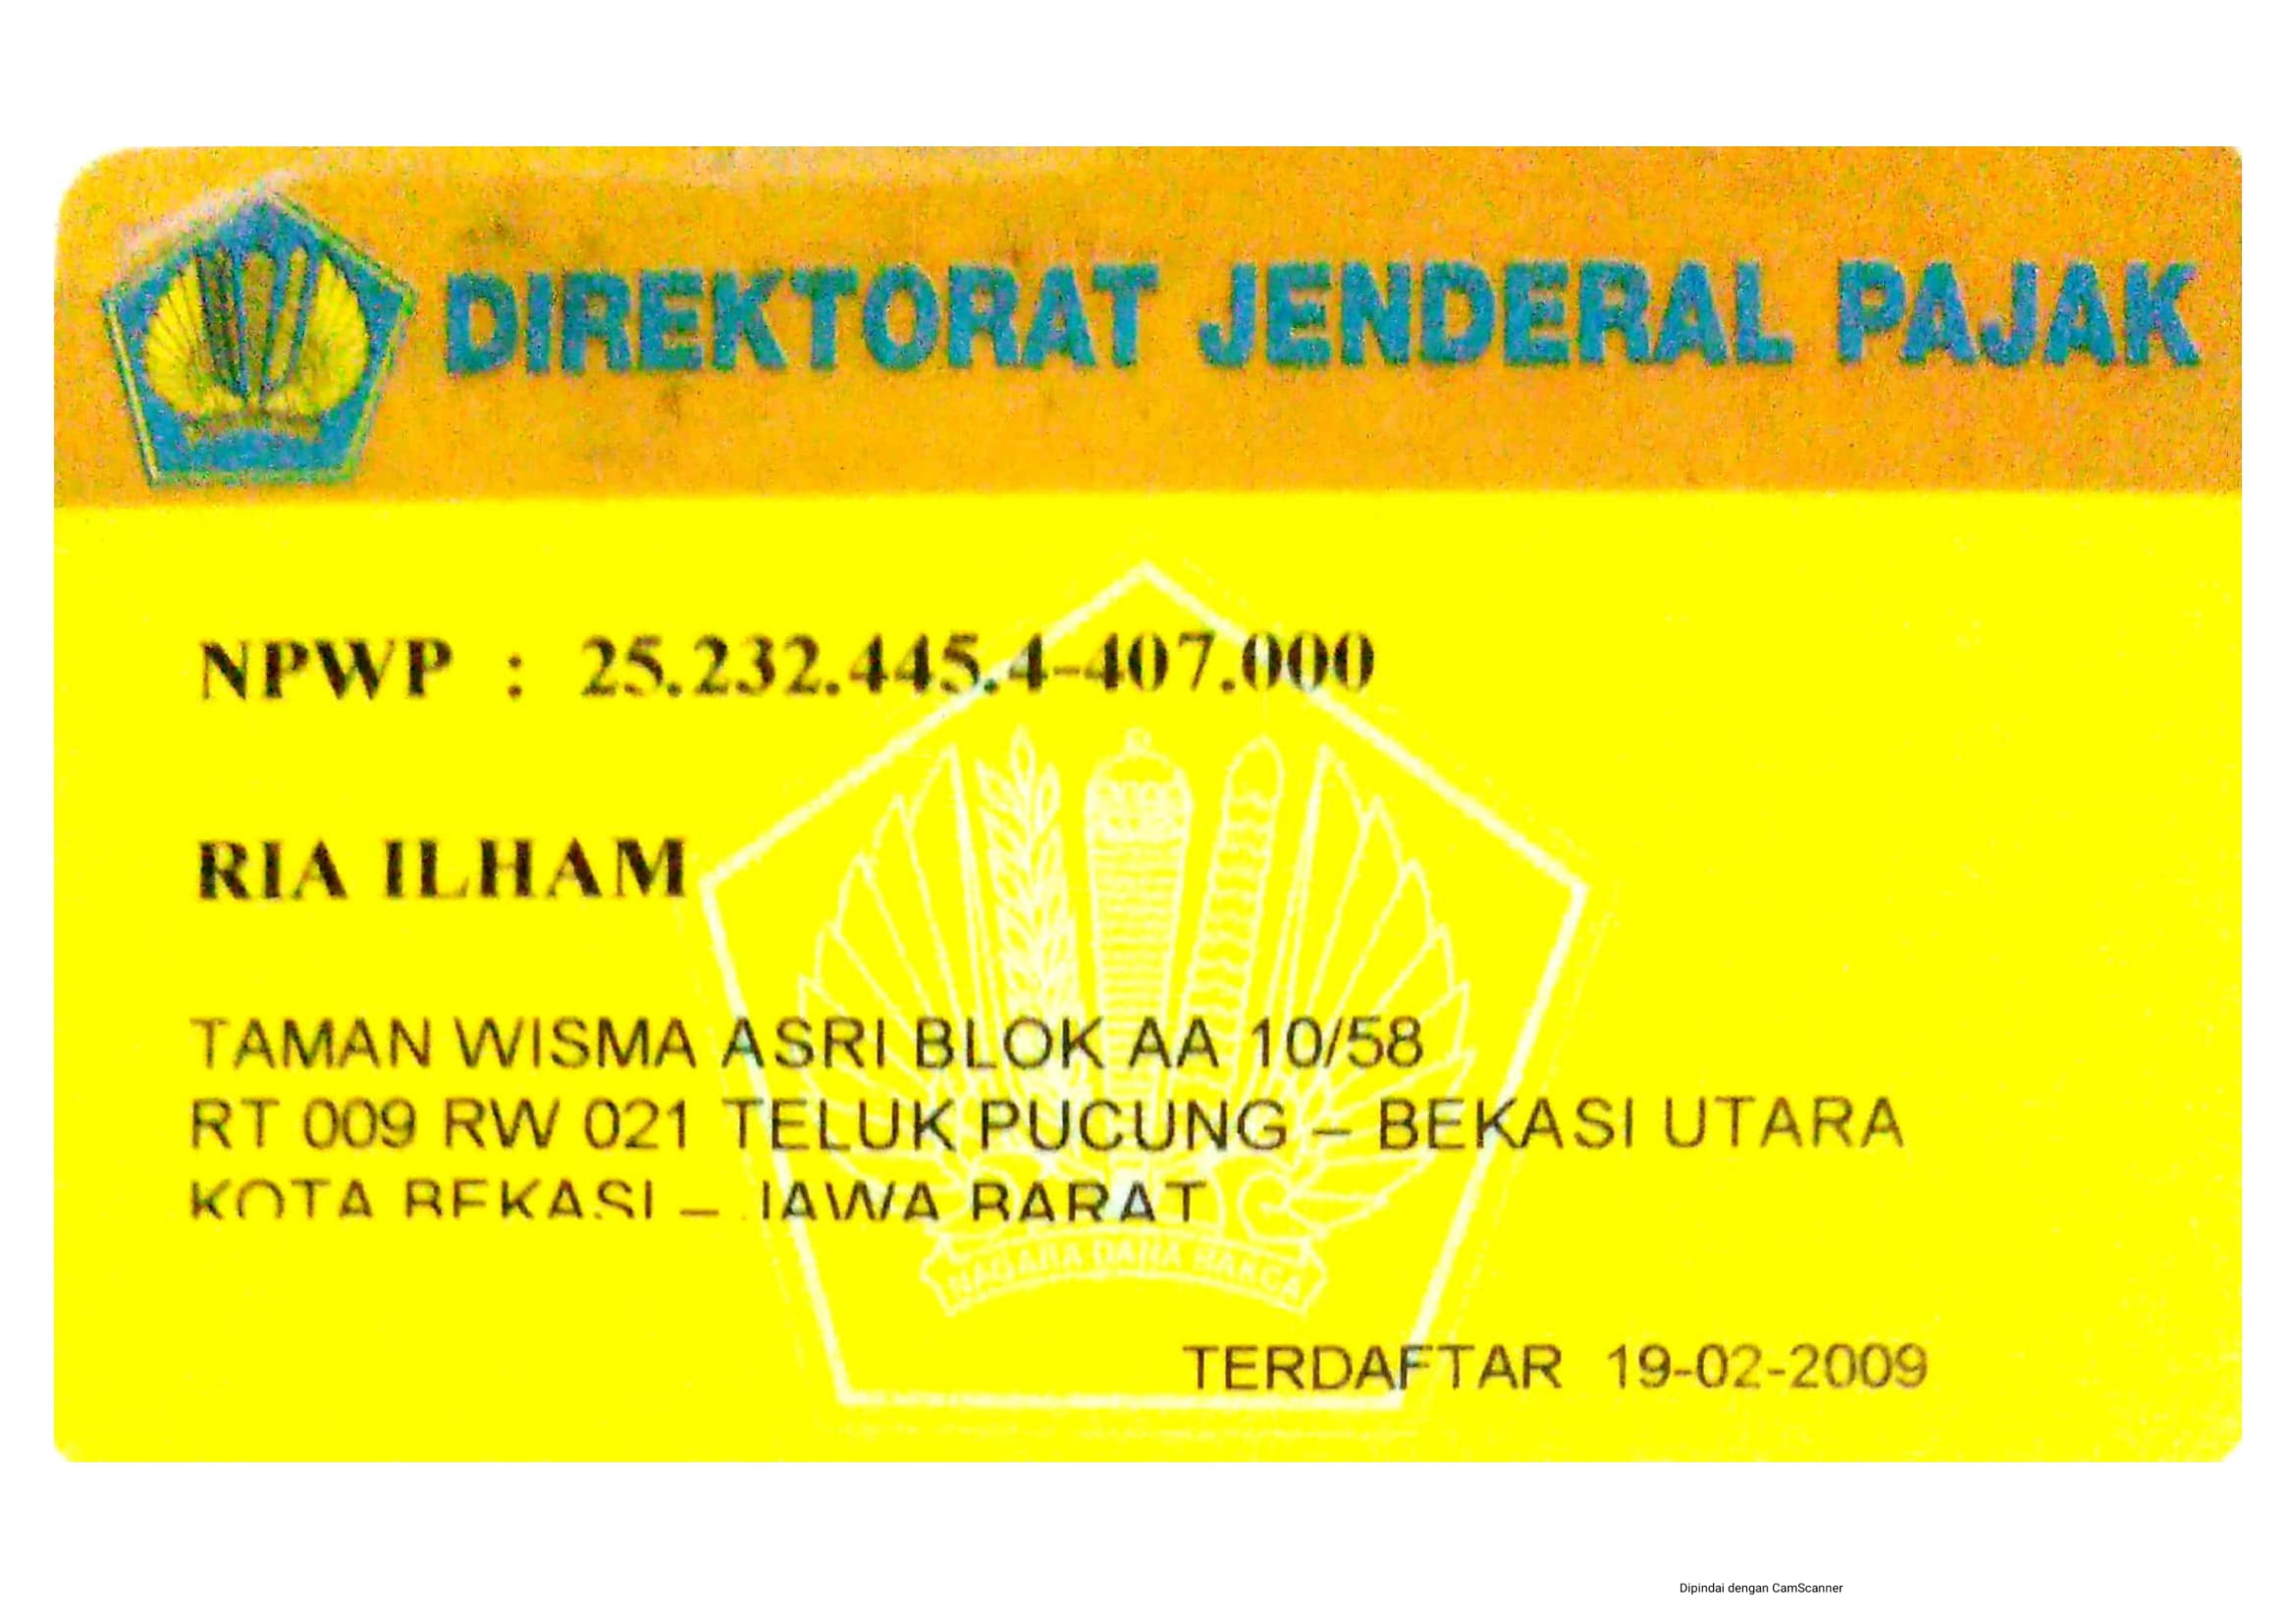 DIREKTORAT JENDERAL PAJAK
NPWP : 25.232.445.4-407.000
RIA ILHAM
TAMAN WISMA ASRI BLOK AA 10/58
RT 009 RW 021 TELUK PUCUNG – BEKASI UTARA
KOTA BEKASI – JAWA BARAT
NAGARA DANA RAKCA
TERDAFTAR 19-02-2009
Dipindai dengan CamScanner